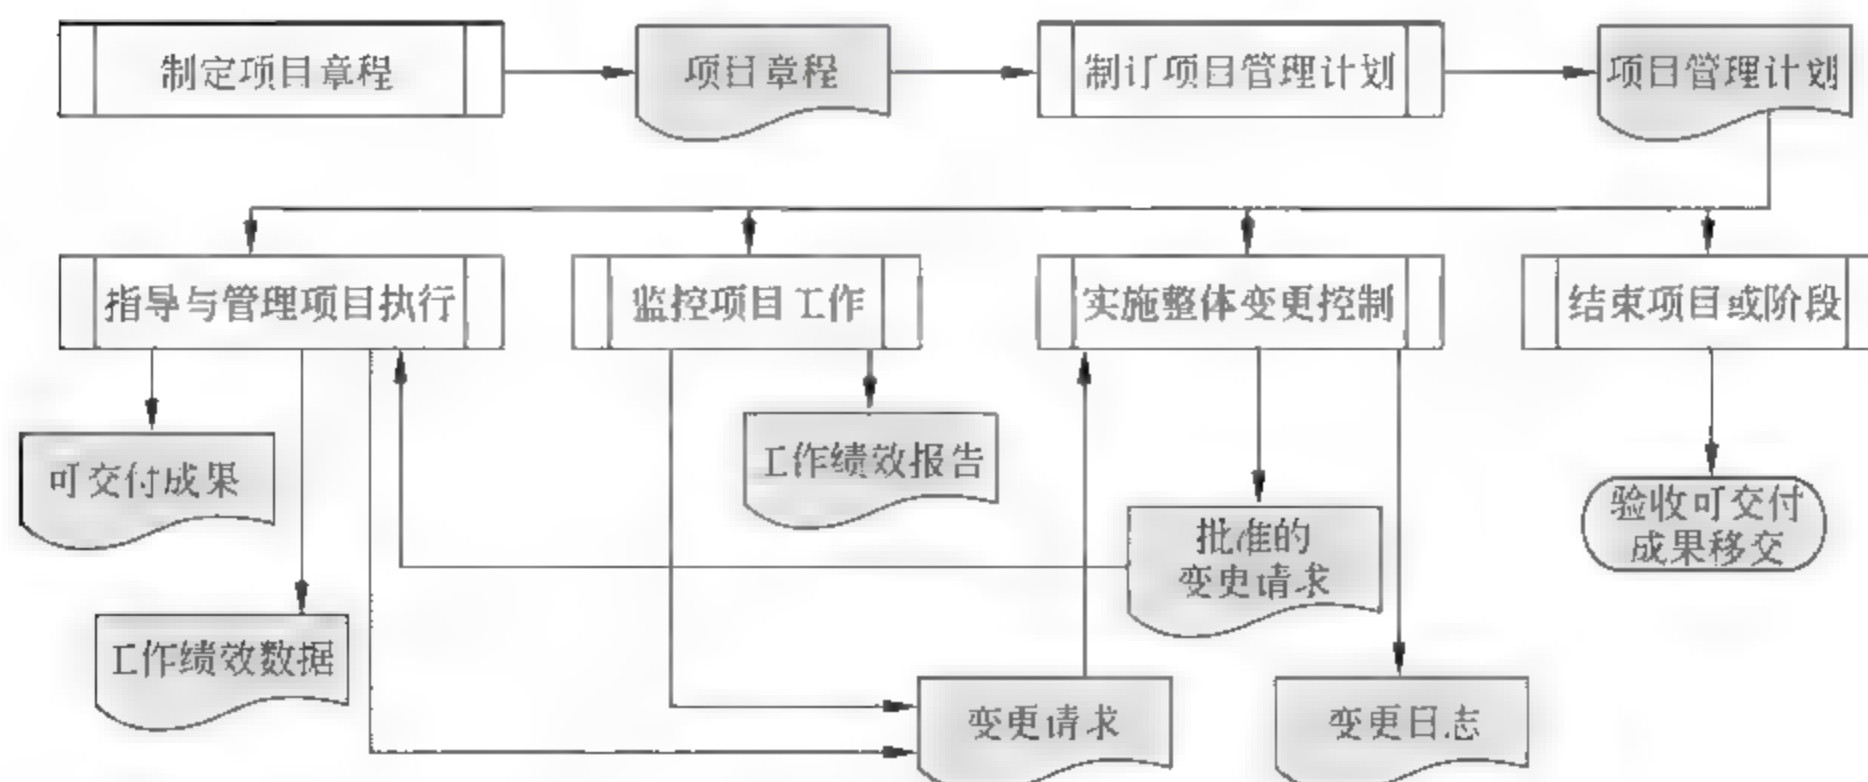 制定项目章程
项目章程
制订项目管理计划
项目管理计划
指导与管理项目执行
监控项目工作
实施整体变更控制
结束项目或阶段
可交付成果
工作绩效报告
批准的
变更请求
验收可交付
成果移交
工作绩效数据
变更请求
变更日志